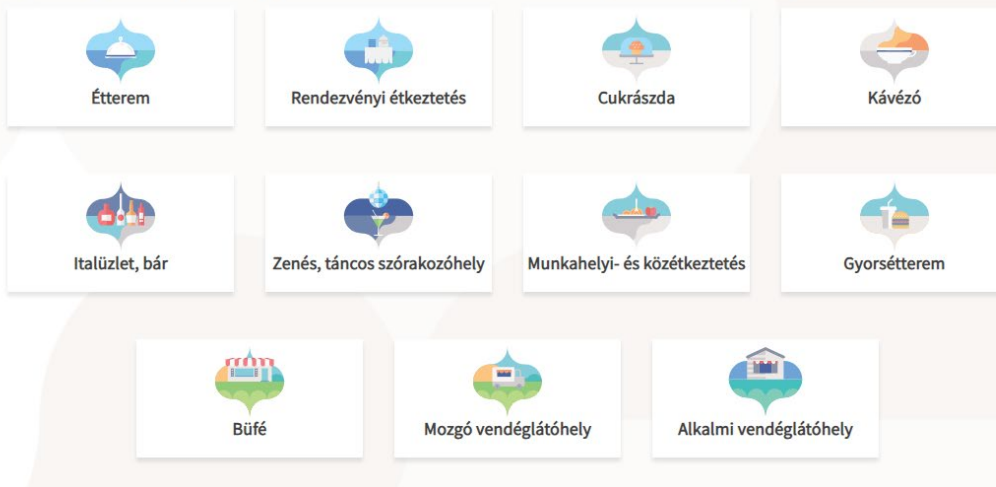 Étterem
Rendezvényi étkeztetés
Cukrászda
Kávézó
Italüzlet, bár
Zenés, táncos szórakozóhely
Munkahelyi- és közétkeztetés
Gyorsétterem
Büfé
Mozgó vendéglátóhely
Alkalmi vendéglátóhely